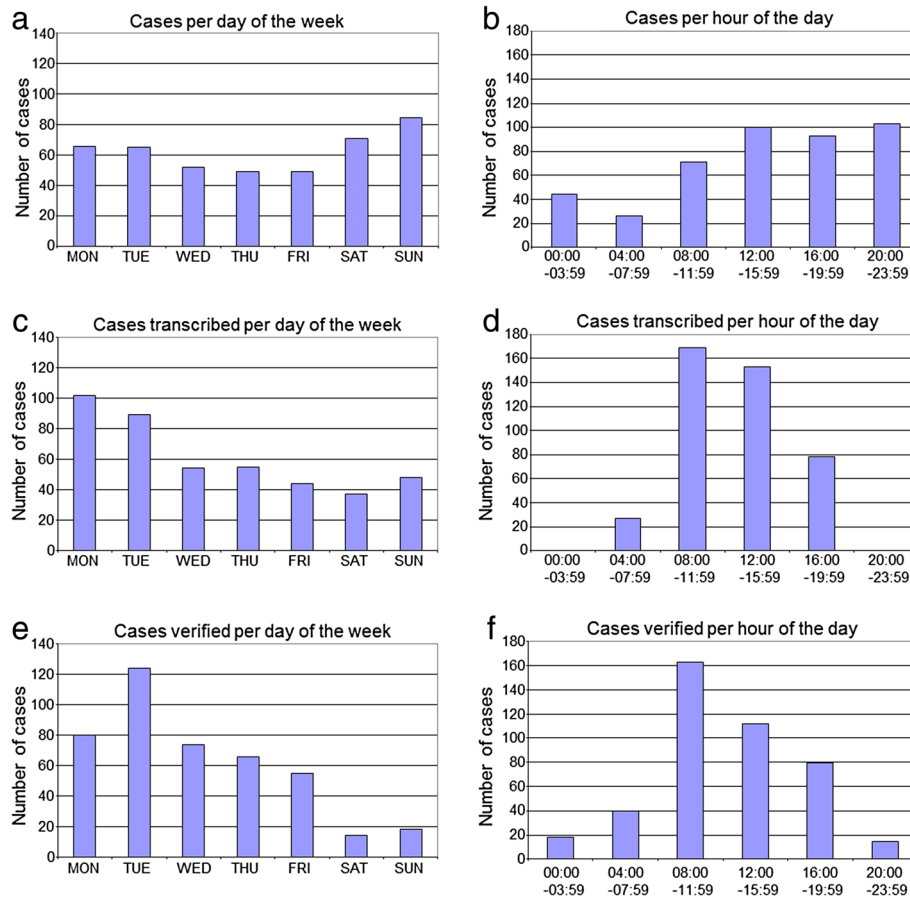 a
Cases per day of the week
Number of cases
140
120
100
80
60
40
20
0
MON TUE WED THU FRI SAT SUN
b
Cases per hour of the day
Number of cases
180
160
140
120
100
80
60
40
20
0
00:00 04:00 08:00 12:00 16:00 20:00
-03:59 -07:59 -11:59 -15:59 -19:59 -23:59
c
Cases transcribed per day of the week
Number of cases
140
120
100
80
60
40
20
0
MON TUE WED THU FRI SAT SUN
d
Cases transcribed per hour of the day
Number of cases
180
160
140
120
100
80
60
40
20
0
00:00 04:00 08:00 12:00 16:00 20:00
-03:59 -07:59 -11:59 -15:59 -19:59 -23:59
e
Cases verified per day of the week
Number of cases
140
120
100
80
60
40
20
0
MON TUE WED THU FRI SAT SUN
f
Cases verified per hour of the day
Number of cases
180
160
140
120
100
80
60
40
20
0
00:00 04:00 08:00 12:00 16:00 20:00
-03:59 -07:59 -11:59 -15:59 -19:59 -23:59